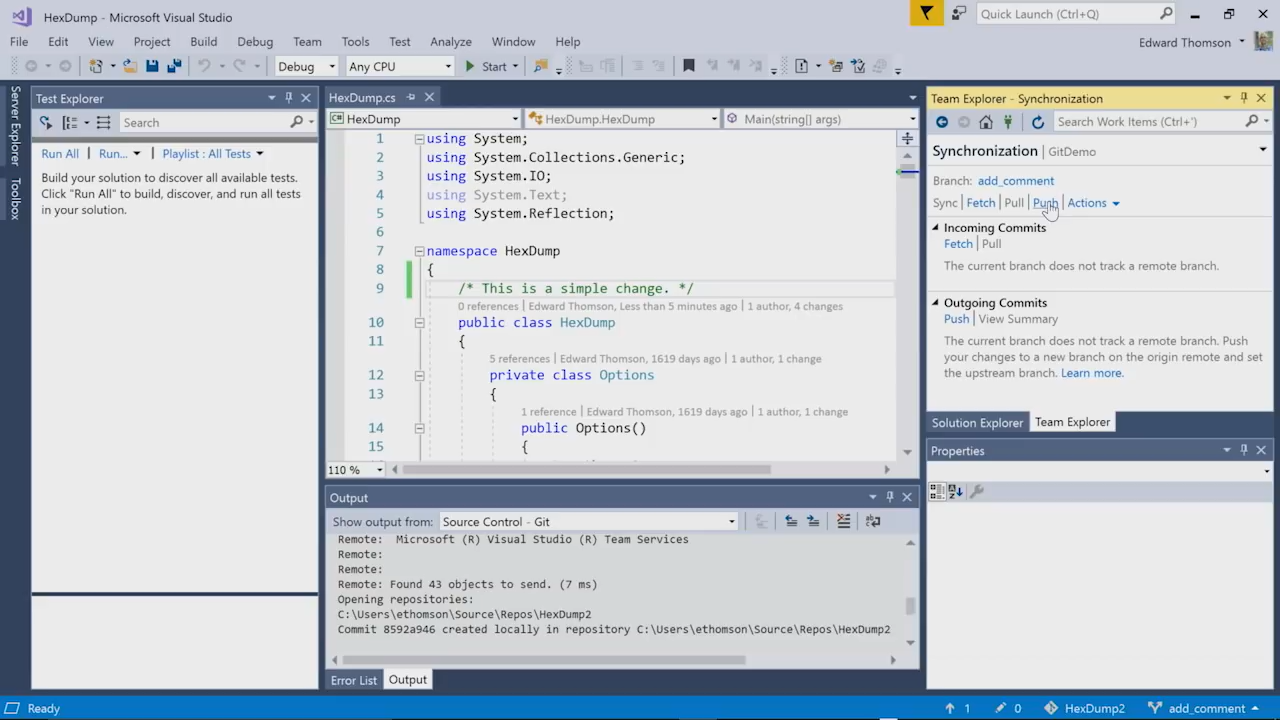 HexDump - Microsoft Visual Studio
Quick Launch (Ctrl+Q)
File Edit View Project Build Debug Team Tools Test Analyze Window Help
Edward Thomson
Debug Any CPU Start
Server Explorer
Toolbox
Test Explorer
Search
Run All | Run... | Playlist : All Tests
Build your solution to discover all available tests.
Click "Run All" to build, discover, and run all tests
in your solution.
HexDump.cs
HexDump HexDump.HexDump Main(string[] args)
1 using System;
2 using System.Collections.Generic;
3 using System.IO;
4 using System.Text;
5 using System.Reflection;
6
7 namespace HexDump
8 {
9 /* This is a simple change. */
0 references | Edward Thomson, Less than 5 minutes ago | 1 author, 4 changes
10 public class HexDump
11 {
5 references | Edward Thomson, 1619 days ago | 1 author, 1 change
12 private class Options
13 {
1 reference | Edward Thomson, 1619 days ago | 1 author, 1 change
14 public Options()
15 {
110 %
Output
Show output from: Source Control - Git
Remote: Microsoft (R) Visual Studio (R) Team Services
Remote:
Remote:
Remote: Found 43 objects to send. (7 ms)
Opening repositories:
C:\Users\ethomson\Source\Repos\HexDump2
Commit 8592a946 created locally in repository C:\Users\ethomson\Source\Repos\HexDump2
Error List Output
Team Explorer - Synchronization
Search Work Items (Ctrl+')
Synchronization | GitDemo
Branch: add_comment
Sync | Fetch | Pull | Push | Actions
Incoming Commits
Fetch | Pull
The current branch does not track a remote branch.
Outgoing Commits
Push | View Summary
The current branch does not track a remote branch. Push
your changes to a new branch on the origin remote and set
the upstream branch. Learn more.
Solution Explorer Team Explorer
Properties
Ready 1 0 HexDump2 add_comment